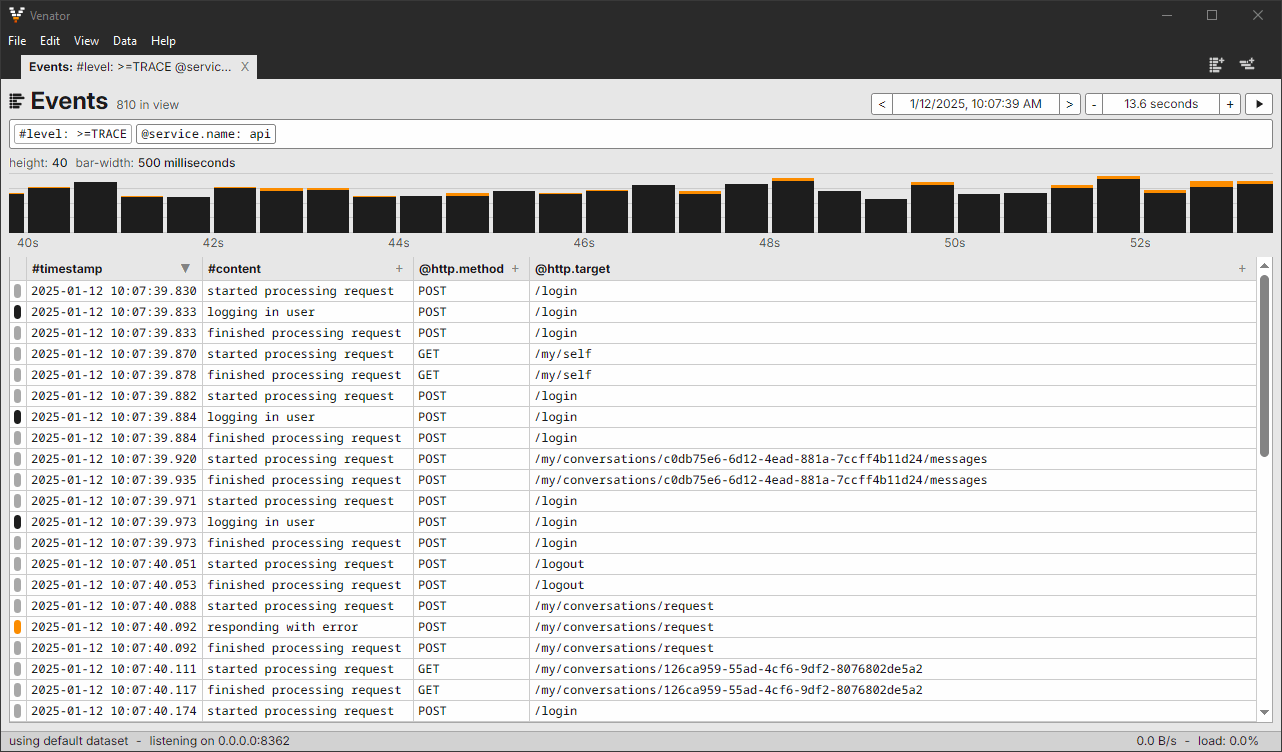 Venator
File Edit View Data Help
Events: #level: >=TRACE @servic... X
Events 810 in view
< 1/12/2025, 10:07:39 AM > - 13.6 seconds +
#level: >=TRACE @service.name: api
height: 40 bar-width: 500 milliseconds
40s 42s 44s 46s 48s 50s 52s
#timestamp #content + @http.method + @http.target +
2025-01-12 10:07:39.830 started processing request POST /login
2025-01-12 10:07:39.833 logging in user POST /login
2025-01-12 10:07:39.833 finished processing request POST /login
2025-01-12 10:07:39.870 started processing request GET /my/self
2025-01-12 10:07:39.878 finished processing request GET /my/self
2025-01-12 10:07:39.882 started processing request POST /login
2025-01-12 10:07:39.884 logging in user POST /login
2025-01-12 10:07:39.884 finished processing request POST /login
2025-01-12 10:07:39.920 started processing request POST /my/conversations/c0db75e6-6d12-4ead-881a-7ccff4b11d24/messages
2025-01-12 10:07:39.935 finished processing request POST /my/conversations/c0db75e6-6d12-4ead-881a-7ccff4b11d24/messages
2025-01-12 10:07:39.971 started processing request POST /login
2025-01-12 10:07:39.973 logging in user POST /login
2025-01-12 10:07:39.973 finished processing request POST /login
2025-01-12 10:07:40.051 started processing request POST /logout
2025-01-12 10:07:40.053 finished processing request POST /logout
2025-01-12 10:07:40.088 started processing request POST /my/conversations/request
2025-01-12 10:07:40.092 responding with error POST /my/conversations/request
2025-01-12 10:07:40.092 finished processing request POST /my/conversations/request
2025-01-12 10:07:40.111 started processing request GET /my/conversations/126ca959-55ad-4cf6-9df2-8076802de5a2
2025-01-12 10:07:40.117 finished processing request GET /my/conversations/126ca959-55ad-4cf6-9df2-8076802de5a2
2025-01-12 10:07:40.174 started processing request POST /login
using default dataset - listening on 0.0.0.0:8362 0.0 B/s - load: 0.0%